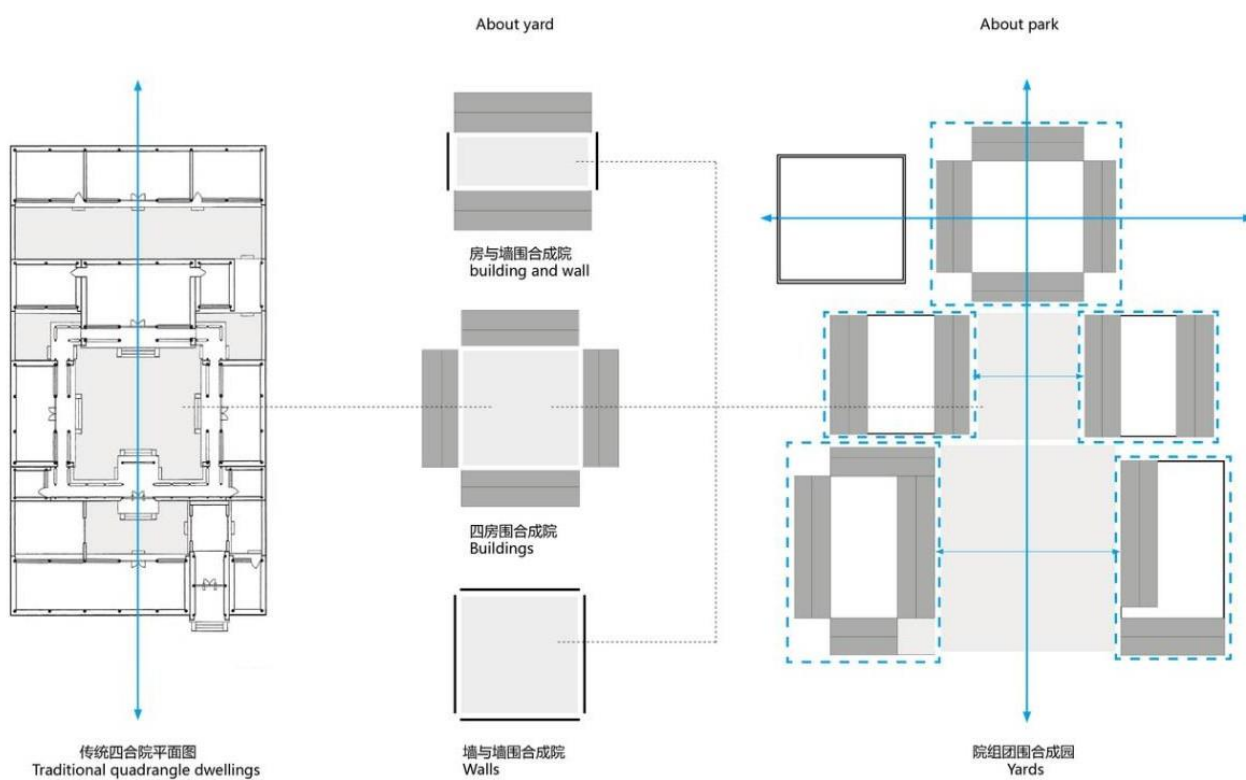 About yard
About park
房与墙围合成院
building and wall
四房围合成院
Buildings
传统四合院平面图
Traditional quadrangle dwellings
墙与墙围合成院
Walls
院组团围合成园
Yards